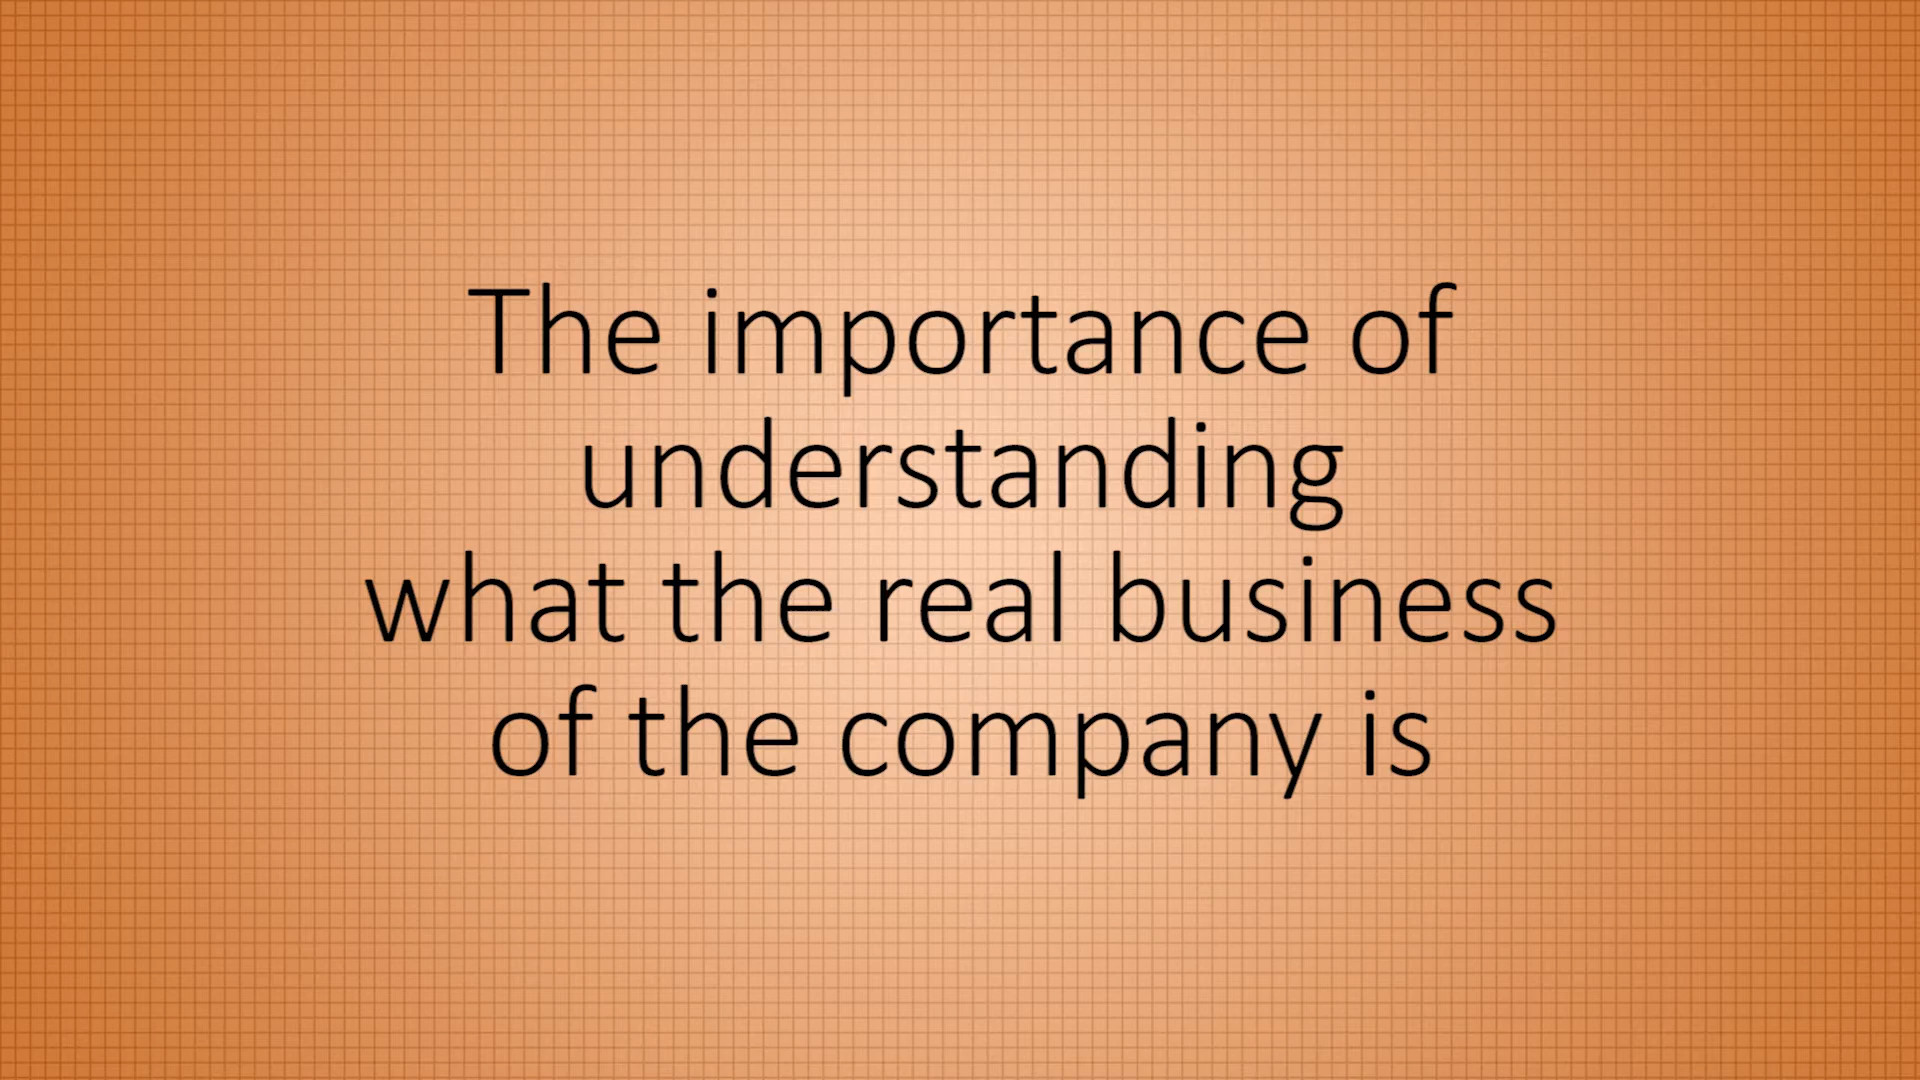 The importance of
understanding
what the real business
of the company is